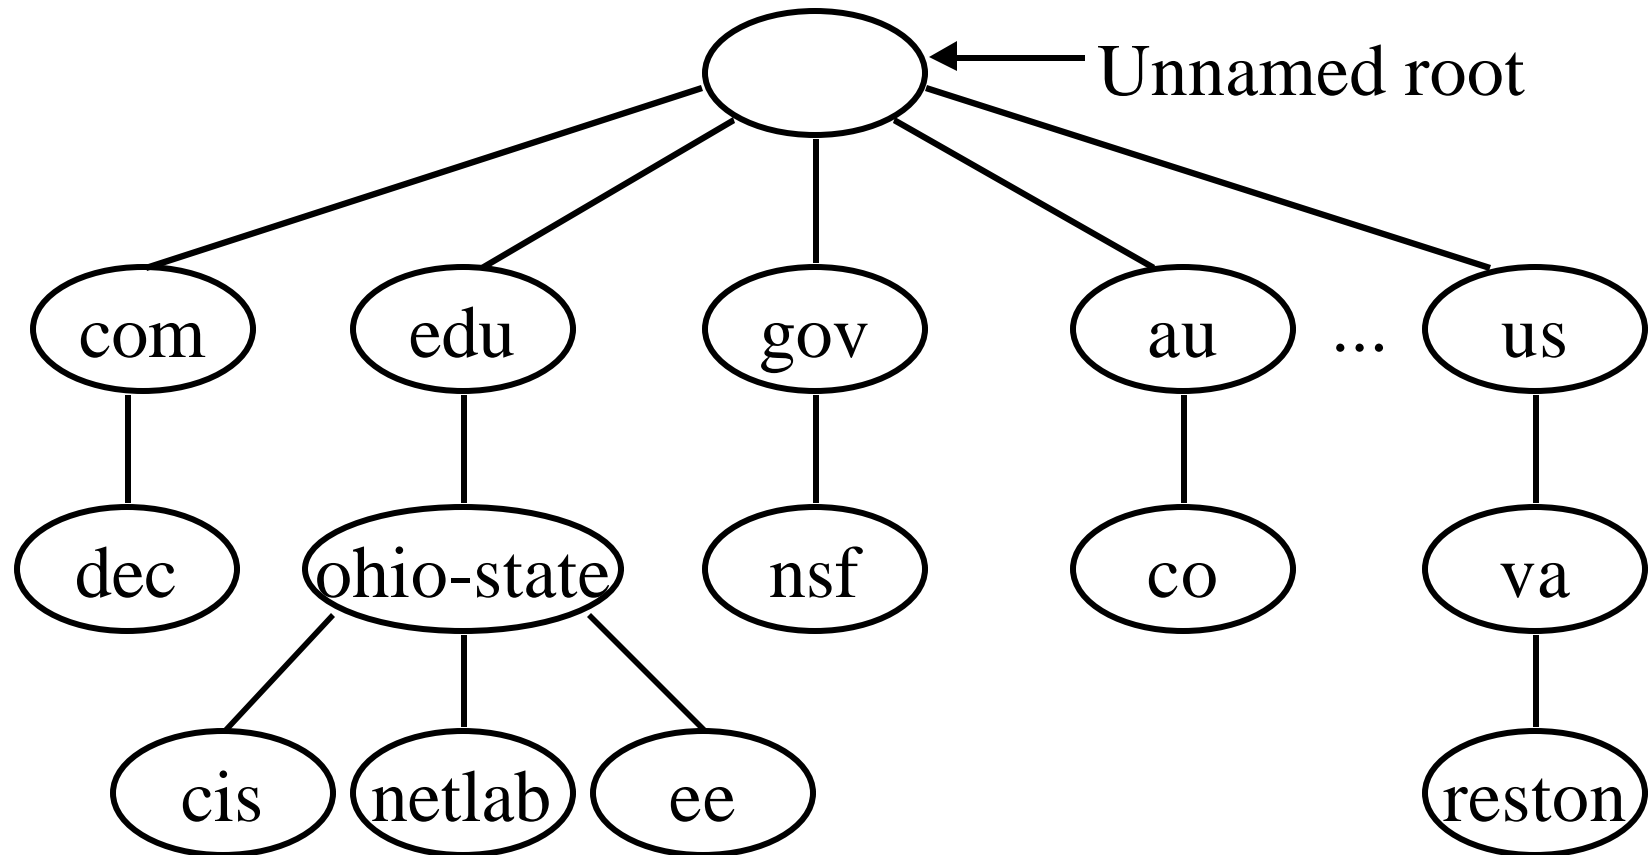 Unnamed root
com edu gov au ... us
dec ohio-state nsf co va
cis netlab ee reston